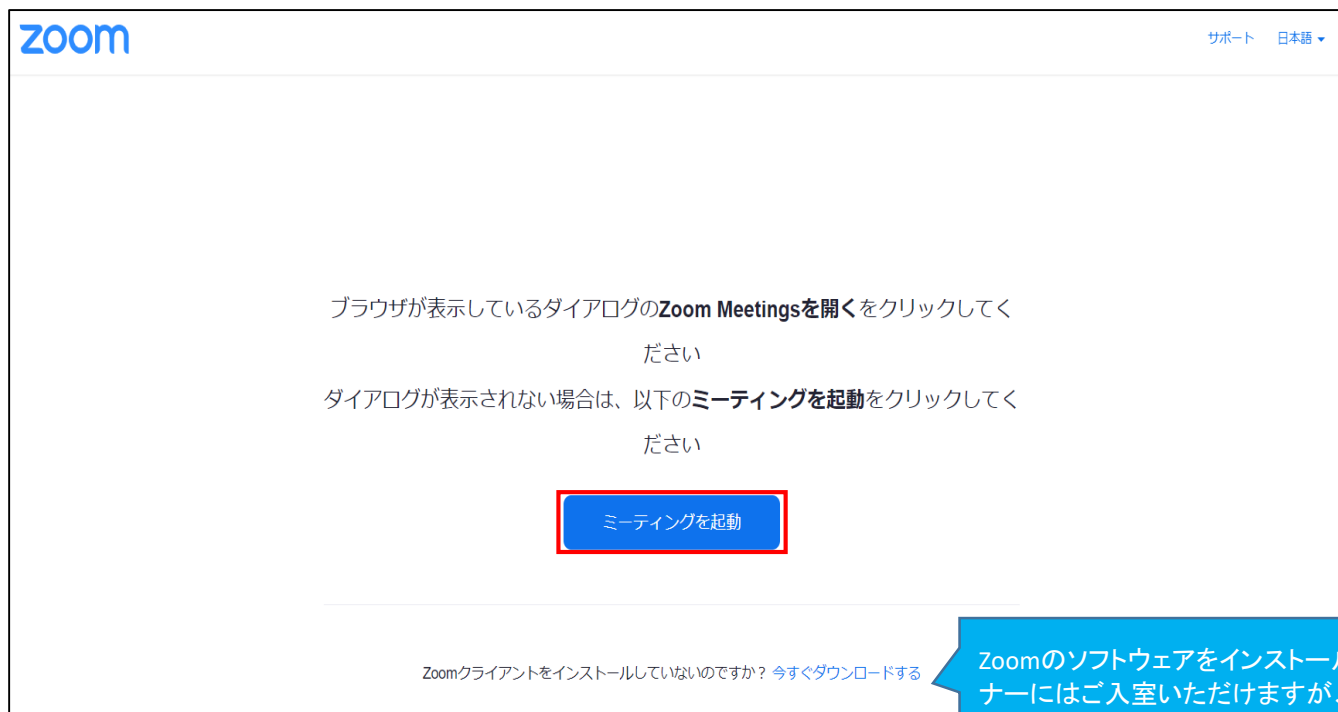 zoom
サポート 日本語
ブラウザが表示しているダイアログのZoom Meetingsを開くをクリックしてく
ださい
ダイアログが表示されない場合は、以下のミーティングを起動をクリックしてく
ださい
ミーティングを起動
Zoomクライアントをインストールしていないのですか？今すぐダウンロードする
Zoomのソフトウェアをインストール
ナーにはご入室いただけますが、